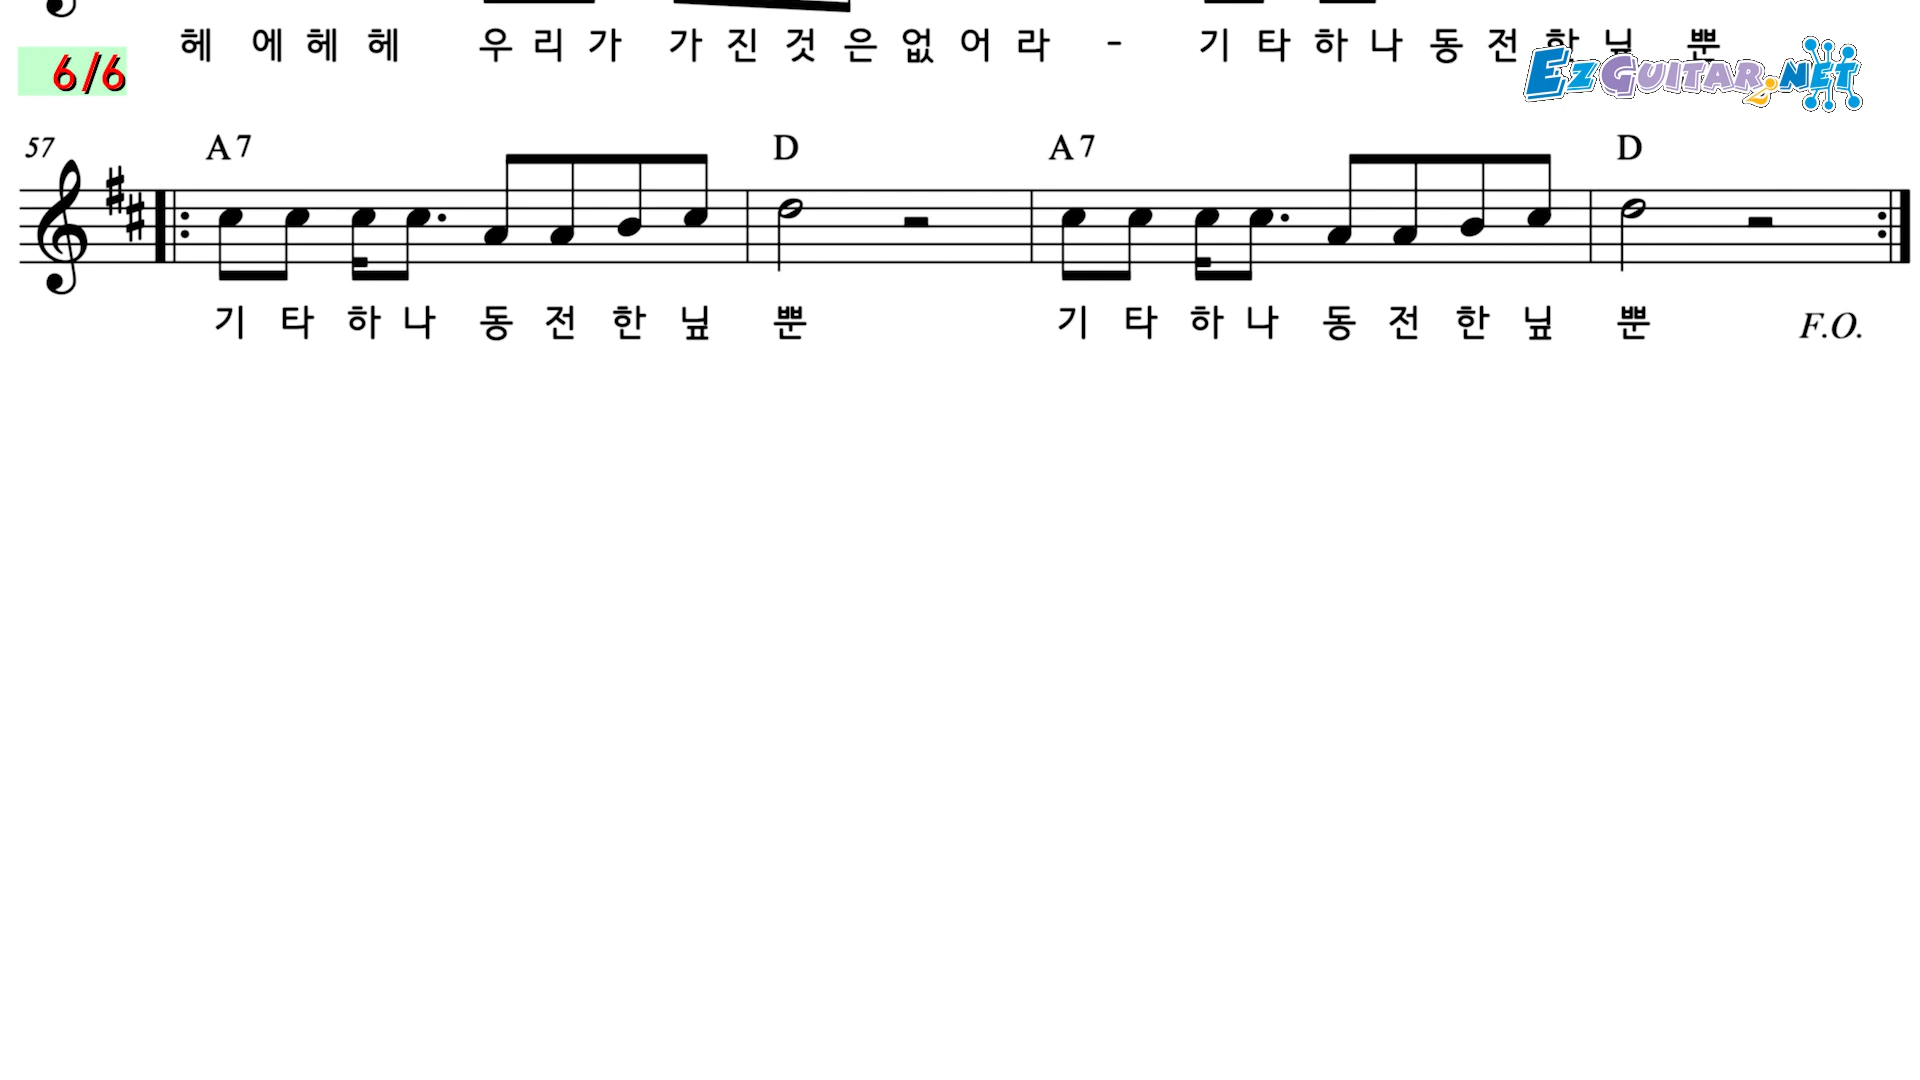 헤 에 헤 헤 우 리 가 가 진 것 은 없 어 라 - 기 타 하 나 동 전 한 닢 뿐
6/6
EzGuitar2.NET
57 A7 D A7 D
기 타 하 나 동 전 한 닢 뿐 기 타 하 나 동 전 한 닢 뿐 F.O.